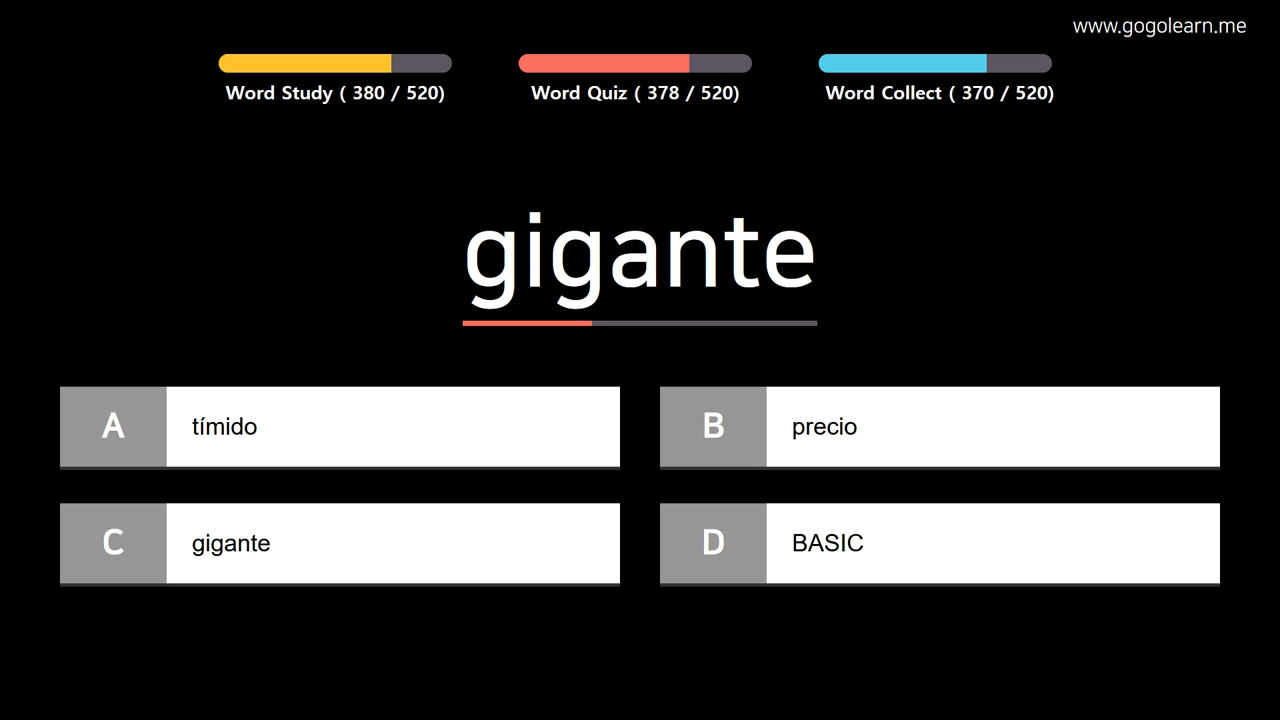 www.gogolearn.me
Word Study ( 380 / 520)
Word Quiz ( 378 / 520)
Word Collect ( 370 / 520)
gigante
A tímido
B precio
C gigante
D BASIC